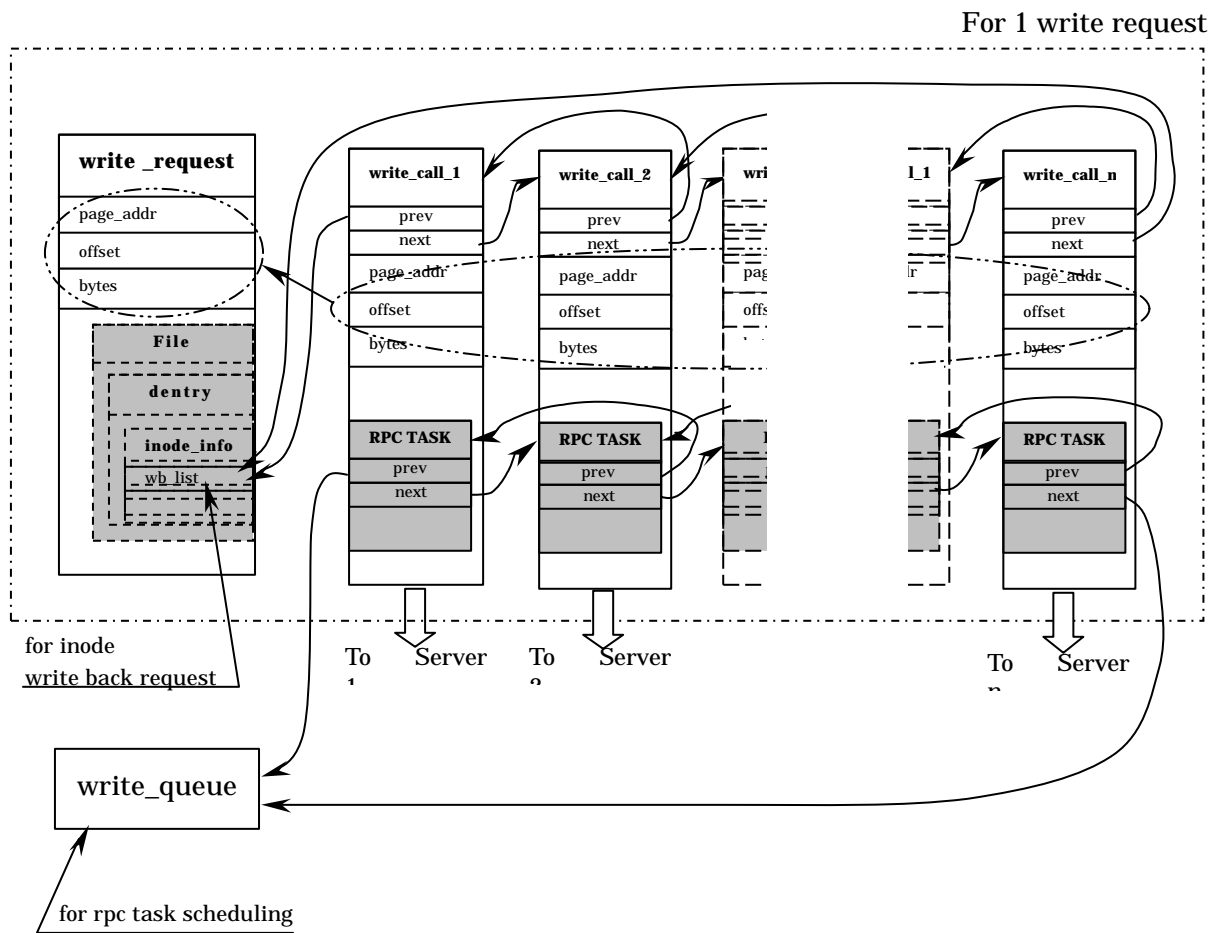 For 1 write request
write _request
page_addr
offset
bytes
File
dentry
inode_info
wb_list
write_call_1
prev
next
page_addr
offset
bytes
RPC TASK
prev
next
write_call_2
prev
next
page_addr
offset
bytes
RPC TASK
prev
next
write_call_n
prev
next
page_addr
offset
bytes
RPC TASK
prev
next
for inode
write back request
To Server
1
To Server
To Server
n
write_queue
for rpc task scheduling